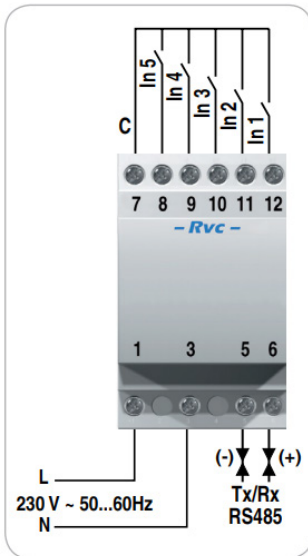 In 5
In 4
In 3
In 2
In 1
C
7 8 9 10 11 12
– Rvc –
1 3 5 6
(-) (+)
L
230 V ~ 50...60Hz
N
Tx/Rx
RS485